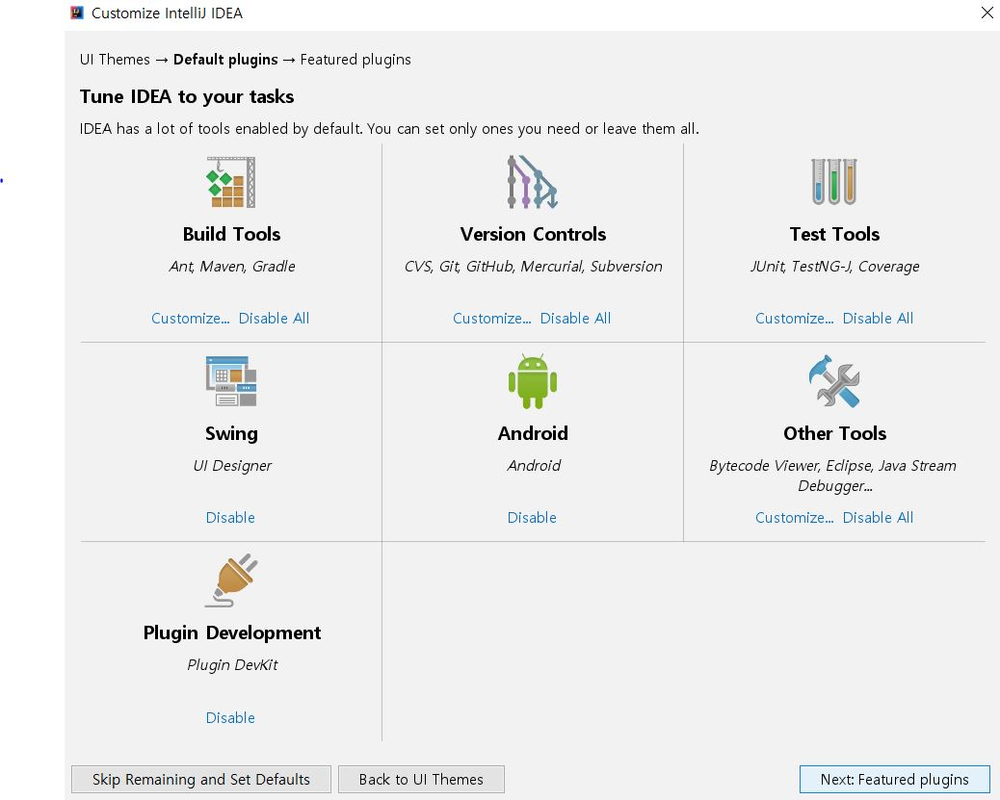 Customize IntelliJ IDEA
UI Themes → Default plugins → Featured plugins
Tune IDEA to your tasks
IDEA has a lot of tools enabled by default. You can set only ones you need or leave them all.
Build Tools
Ant, Maven, Gradle
Customize... Disable All
Version Controls
CVS, Git, GitHub, Mercurial, Subversion
Customize... Disable All
Test Tools
JUnit, TestNG-J, Coverage
Customize... Disable All
Swing
UI Designer
Disable
Android
Android
Disable
Other Tools
Bytecode Viewer, Eclipse, Java Stream
Debugger...
Customize... Disable All
Plugin Development
Plugin DevKit
Disable
Skip Remaining and Set Defaults
Back to UI Themes
Next: Featured plugins